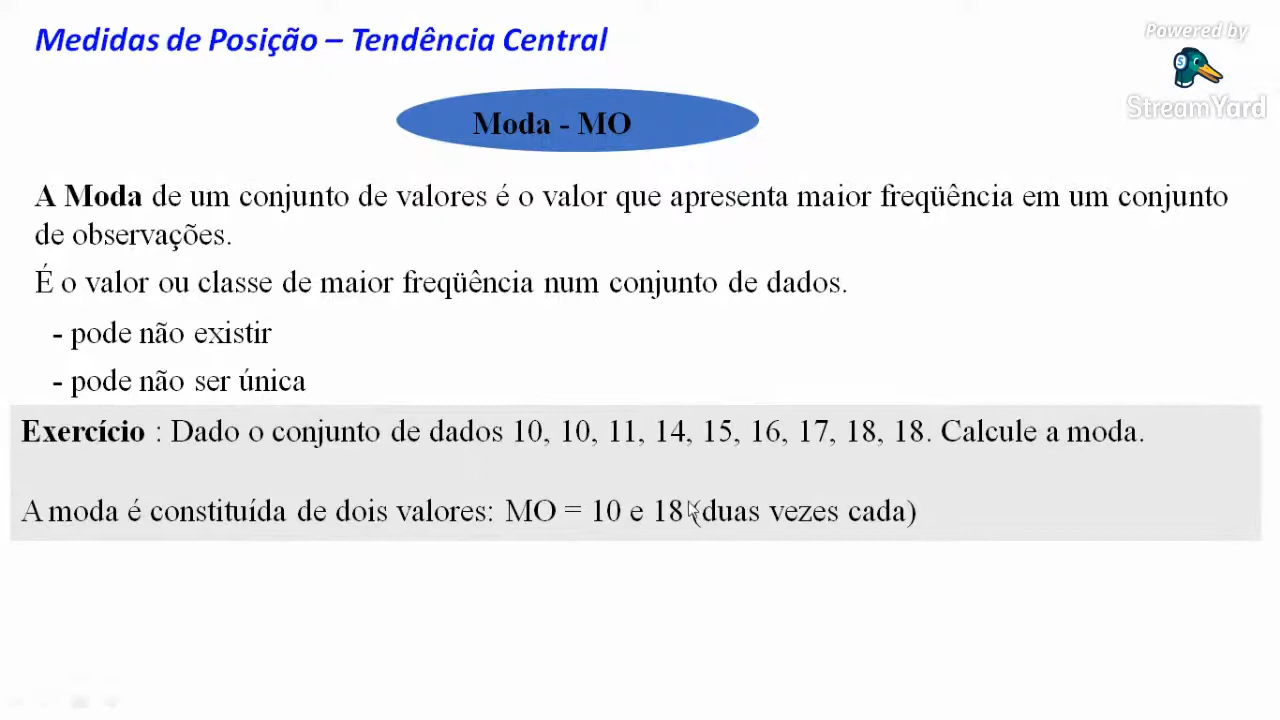 Medidas de Posição – Tendência Central
Powered by
StreamYard
Moda - MO
A Moda de um conjunto de valores é o valor que apresenta maior freqüência em um conjunto
de observações.
É o valor ou classe de maior freqüência num conjunto de dados.
- pode não existir
- pode não ser única
Exercício : Dado o conjunto de dados 10, 10, 11, 14, 15, 16, 17, 18, 18. Calcule a moda.
A moda é constituída de dois valores: MO = 10 e 18 (duas vezes cada)